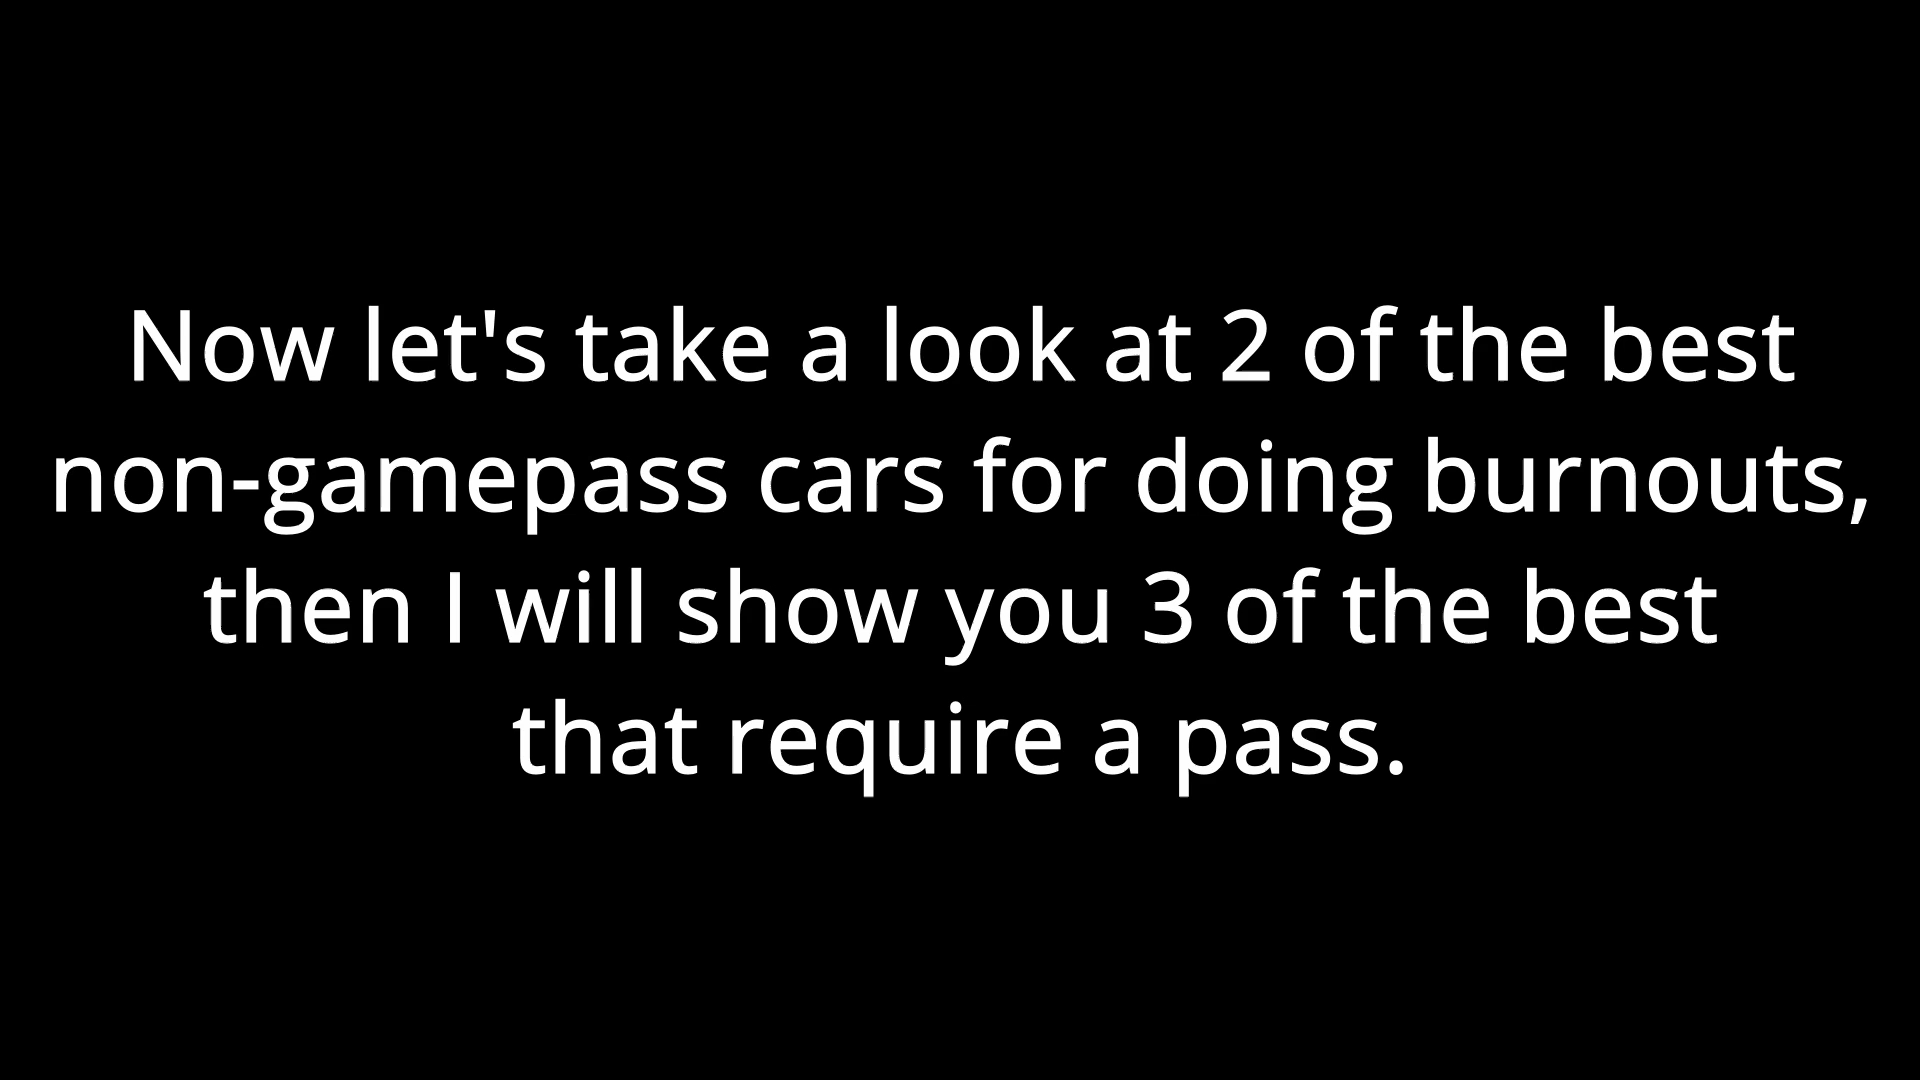 Now let's take a look at 2 of the best
non-gamepass cars for doing burnouts,
then I will show you 3 of the best
that require a pass.